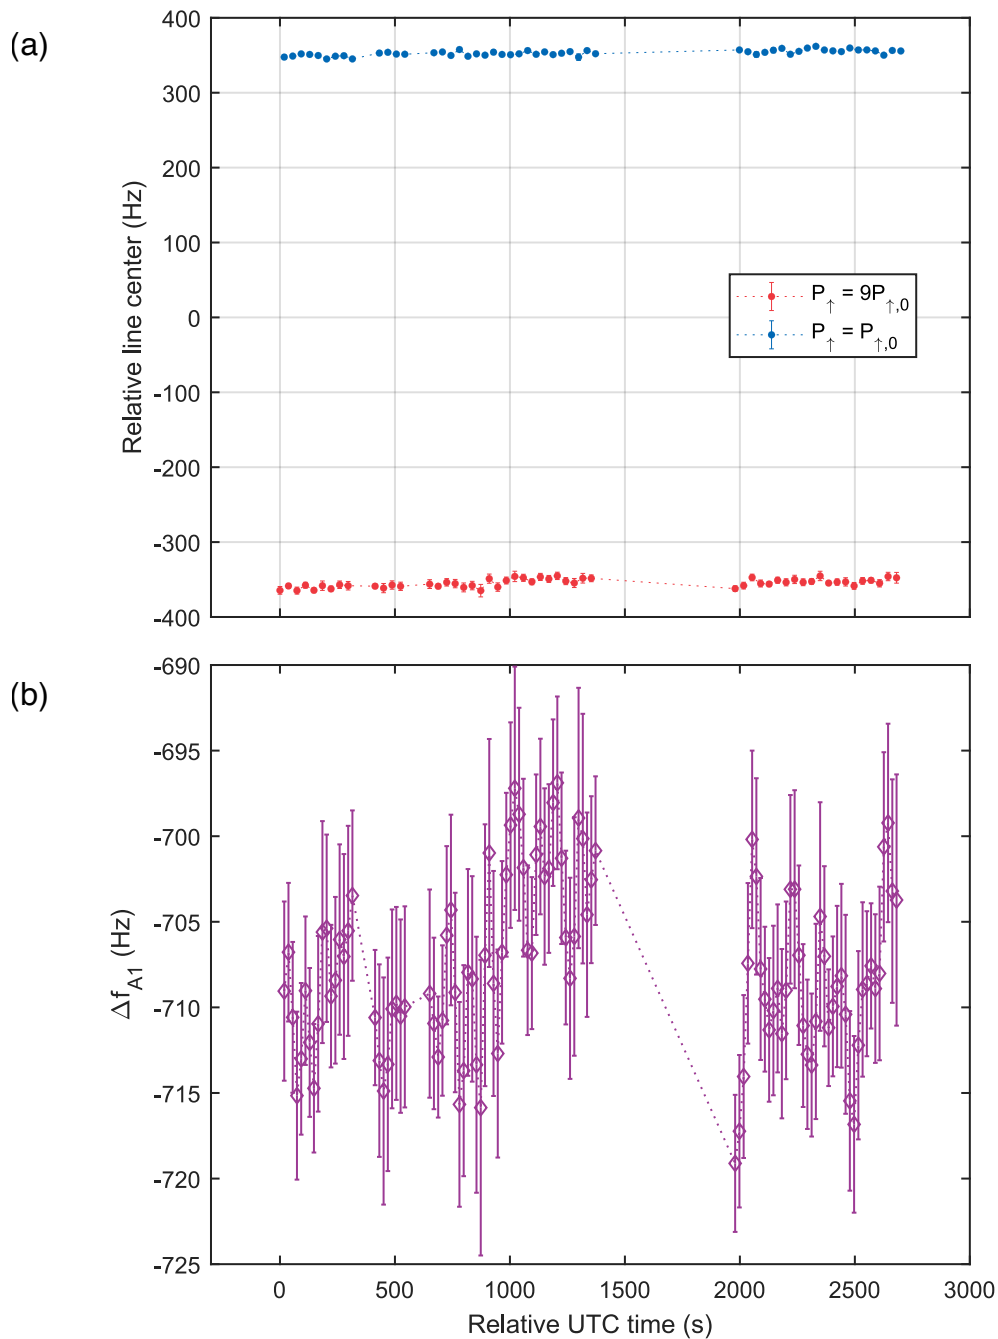 (a)
400
300
200
100
0
-100
-200
-300
-400
Relative line center (Hz)
P↑ = 9P↑,0
P↑ = P↑,0
(b)
-690
-695
-700
-705
-710
-715
-720
-725
Δf_A1 (Hz)
0 500 1000 1500 2000 2500 3000
Relative UTC time (s)